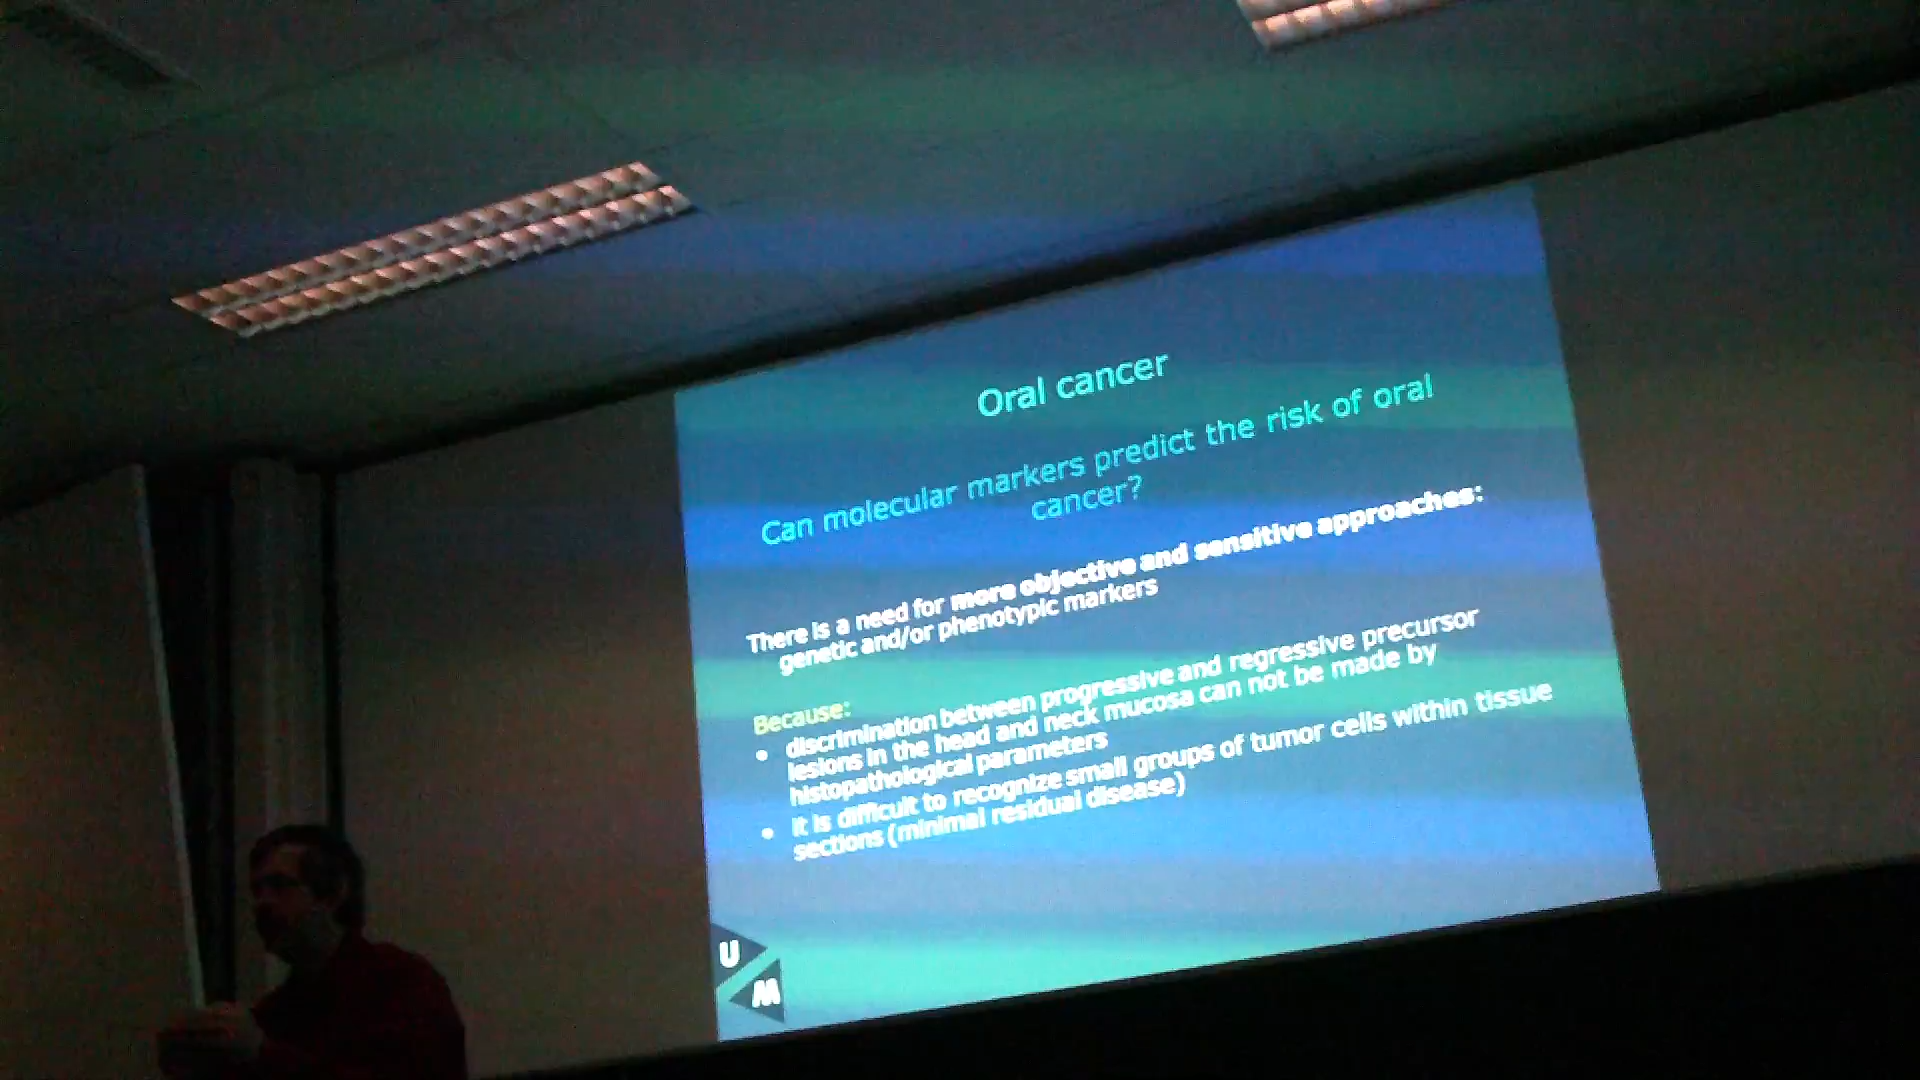 Oral cancer
Can molecular markers predict the risk of oral
cancer?
There is a need for more objective and sensitive approaches:
genetic and/or phenotypic markers
Because:
• discrimination between progressive and regressive precursor
lesions in the head and neck mucosa can not be made by
histopathological parameters
• it is difficult to recognize small groups of tumor cells within tissue
sections (minimal residual disease)
U
M